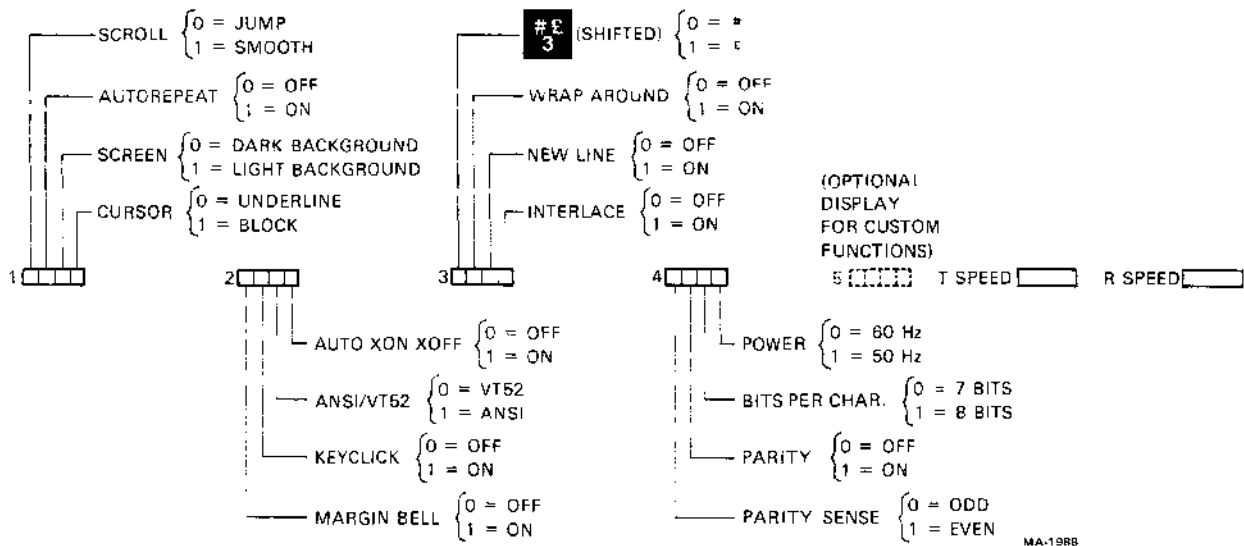 SCROLL 0 = JUMP
1 = SMOOTH
AUTOREPEAT 0 = OFF
1 = ON
SCREEN 0 = DARK BACKGROUND
1 = LIGHT BACKGROUND
CURSOR 0 = UNDERLINE
1 = BLOCK
#£
3
(SHIFTED) 0 = #
1 = £
WRAP AROUND 0 = OFF
1 = ON
NEW LINE 0 = OFF
1 = ON
INTERLACE 0 = OFF
1 = ON
(OPTIONAL
DISPLAY
FOR CUSTOM
FUNCTIONS)
1 2 3 4 5 T SPEED R SPEED
AUTO XON XOFF 0 = OFF
1 = ON
ANSI/VT52 0 = VT52
1 = ANSI
KEYCLICK 0 = OFF
1 = ON
MARGIN BELL 0 = OFF
1 = ON
POWER 0 = 60 Hz
1 = 50 Hz
BITS PER CHAR. 0 = 7 BITS
1 = 8 BITS
PARITY 0 = OFF
1 = ON
PARITY SENSE 0 = ODD
1 = EVEN
MA-1988